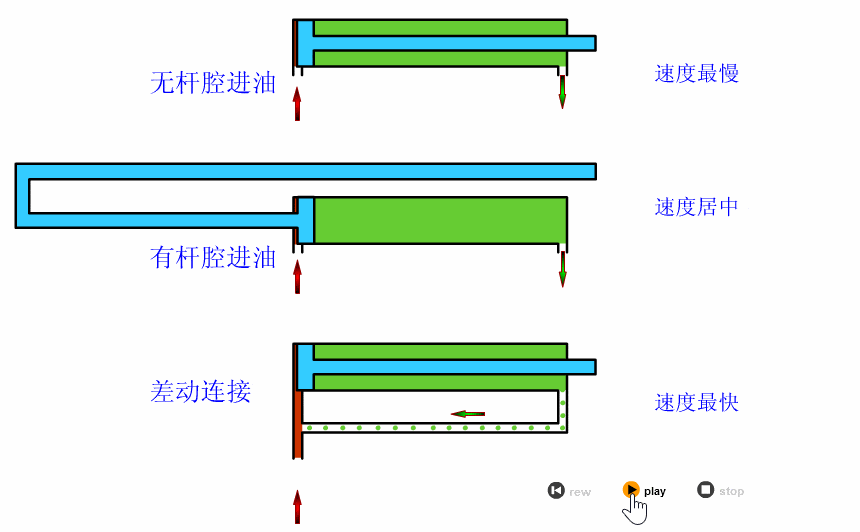 无杆腔进油
速度最慢
速度居中
有杆腔进油
差动连接
速度最快
rew play stop